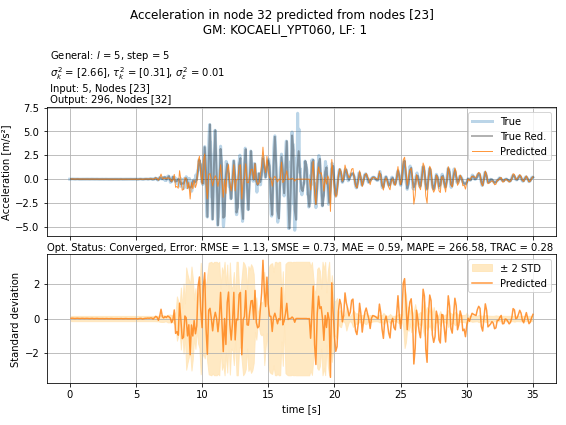 Acceleration in node 32 predicted from nodes [23]
GM: KOCAELI_YPT060, LF: 1
General: l = 5, step = 5
σ²ₖ = [2.66], τ²ₖ = [0.31], σ²ε = 0.01
Input: 5, Nodes [23]
Output: 296, Nodes [32]
7.5
5.0
2.5
0.0
−2.5
−5.0
Acceleration [m/s²]
True
True Red.
Predicted
Opt. Status: Converged, Error: RMSE = 1.13, SMSE = 0.73, MAE = 0.59, MAPE = 266.58, TRAC = 0.28
2
0
−2
Standard deviation
± 2 STD
Predicted
0 5 10 15 20 25 30 35
time [s]